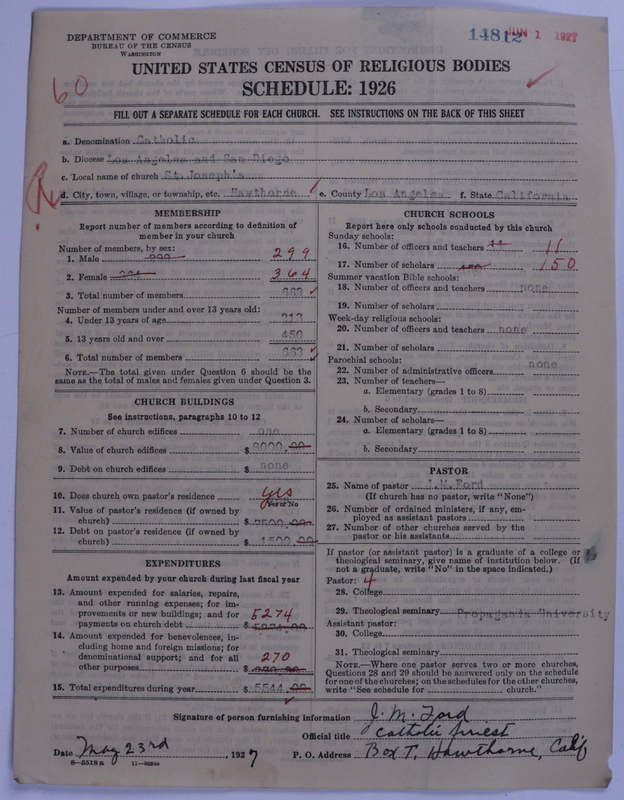 DEPARTMENT OF COMMERCE
BUREAU OF THE CENSUS
WASHINGTON
14812 JUN 1 1927
UNITED STATES CENSUS OF RELIGIOUS BODIES
SCHEDULE: 1926
60
FILL OUT A SEPARATE SCHEDULE FOR EACH CHURCH. SEE INSTRUCTIONS ON THE BACK OF THIS SHEET
a. Denomination Catholic
b. Diocese Los Angeles and San Diego
c. Local name of church St. Joseph's
d. City, town, village, or township, etc. Hawthorne e. County Los Angeles f. State California
MEMBERSHIP
Report number of members according to definition of
member in your church
Number of members, by sex:
1. Male 299
2. Female 364
3. Total number of members 663
Number of members under and over 13 years old:
4. Under 13 years of age 213
5. 13 years old and over 450
6. Total number of members 663
NOTE.—The total given under Question 6 should be
same as the total of males and females given under Question 3.
CHURCH BUILDINGS
See instructions, paragraphs 10 to 12
7. Number of church edifices one
8. Value of church edifices $ 8000.00
9. Debt on church edifices $ none
10. Does church own pastor's residence yes
Yes or No
11. Value of pastor's residence (if owned by
church) $ 7500.00
12. Debt on pastor's residence (if owned by
church) $ 1500.00
EXPENDITURES
Amount expended by your church during last fiscal year
13. Amount expended for salaries, repairs,
and other running expenses; for im-
provements or new buildings; and for 5274
payments on church debt $ 5274.00
14. Amount expended for benevolences, in-
cluding home and foreign missions; for
denominational support; and for all 270
other purposes $
15. Total expenditures during year $ 5544.00
CHURCH SCHOOLS
Report here only schools conducted by this church
Sunday schools:
16. Number of officers and teachers 11 11
17. Number of scholars 150
Summer vacation Bible schools:
18. Number of officers and teachers none
19. Number of scholars
Week-day religious schools:
20. Number of officers and teachers none
21. Number of scholars
Parochial schools: none
22. Number of administrative officers
23. Number of teachers—
a. Elementary (grades 1 to 8)
b. Secondary
24. Number of scholars—
a. Elementary (grades 1 to 8)
b. Secondary
PASTOR
25. Name of pastor J.M. Ford
(If church has no pastor, write "None")
26. Number of ordained ministers, if any, em-
ployed as assistant pastors
27. Number of other churches served by the
pastor or his assistants
If pastor (or assistant pastor) is a graduate of a college or
theological seminary, give name of institution below. (If
not a graduate, write "No" in the space indicated.)
Pastor: 4
28. College
29. Theological seminary Propaganda University
Assistant pastor:
30. College
31. Theological seminary
NOTE.—Where one pastor serves two or more churches,
Questions 28 and 29 should be answered only on the schedule
for one of the churches; on the schedules for the other churches,
write "See schedule for church."
Signature of person furnishing information J. M. Ford
Official title Catholic priest
Date May 23rd, 1927 P. O. Address Box T, Hawthorne, Calif
8—5518 a 11—9554a